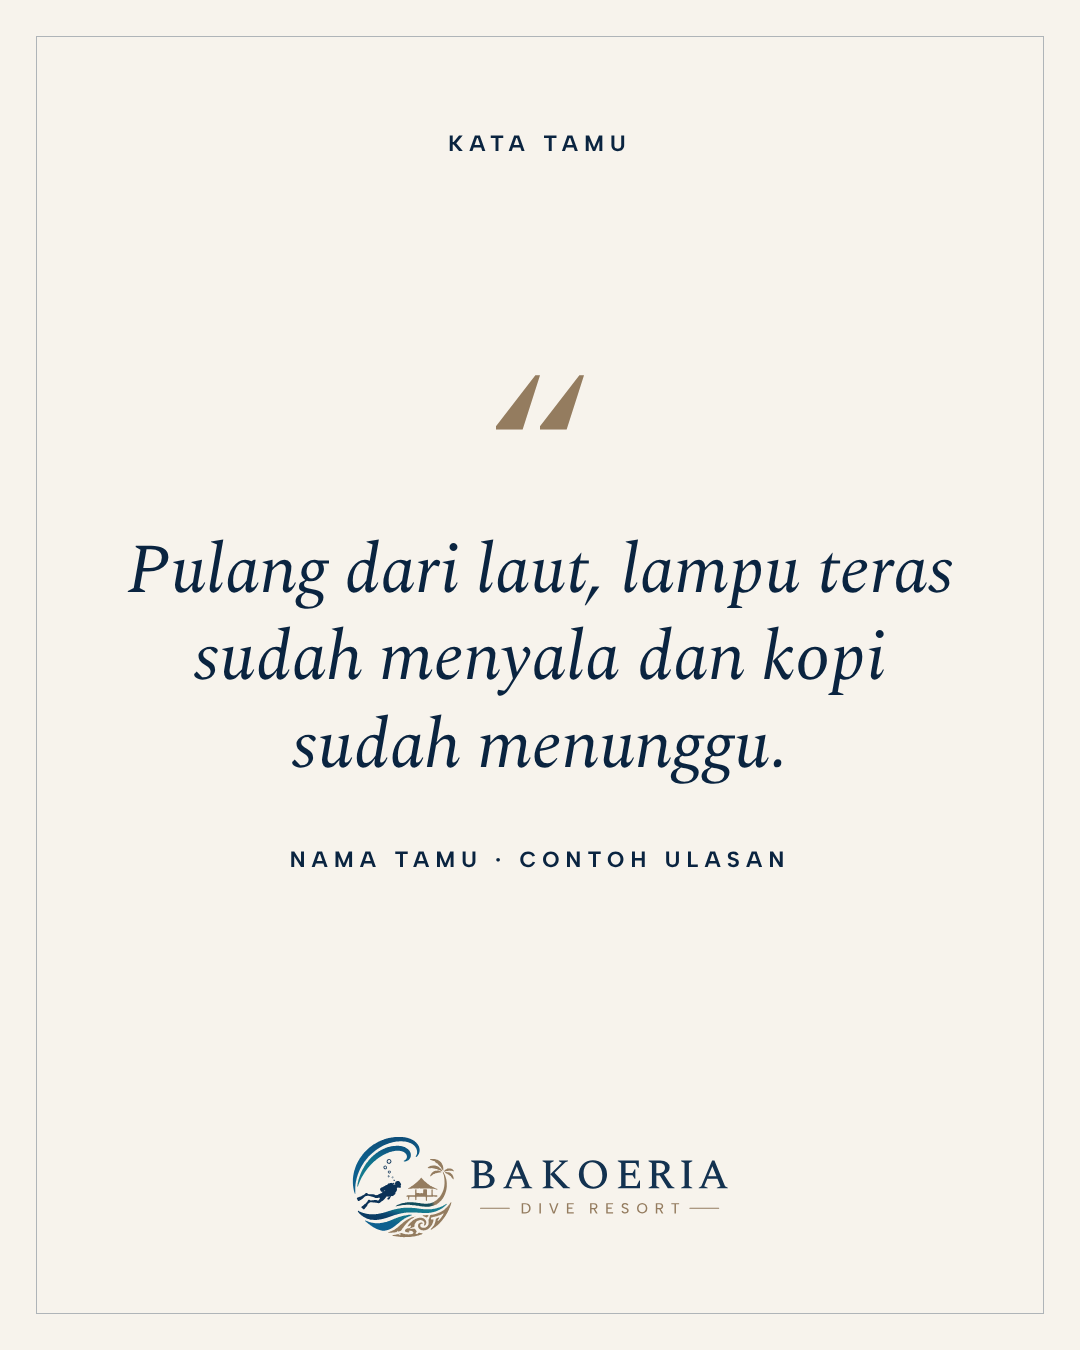 KATA TAMU
“
Pulang dari laut, lampu teras
sudah menyala dan kopi
sudah menunggu.
NAMA TAMU · CONTOH ULASAN
BAKOERIA
DIVE RESORT